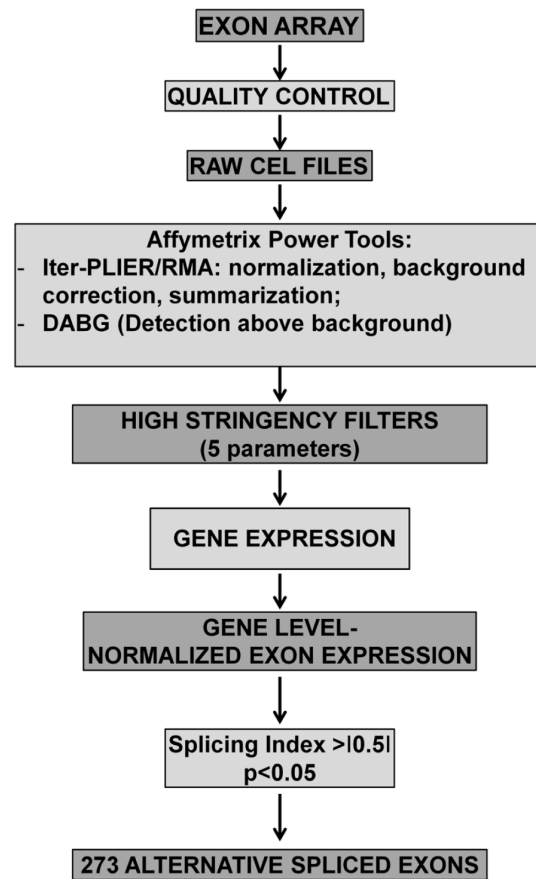 EXON ARRAY
QUALITY CONTROL
RAW CEL FILES
Affymetrix Power Tools:
- Iter-PLIER/RMA: normalization, background
correction, summarization;
- DABG (Detection above background)
HIGH STRINGENCY FILTERS
(5 parameters)
GENE EXPRESSION
GENE LEVEL-
NORMALIZED EXON EXPRESSION
Splicing Index >|0.5|
p<0.05
273 ALTERNATIVE SPLICED EXONS